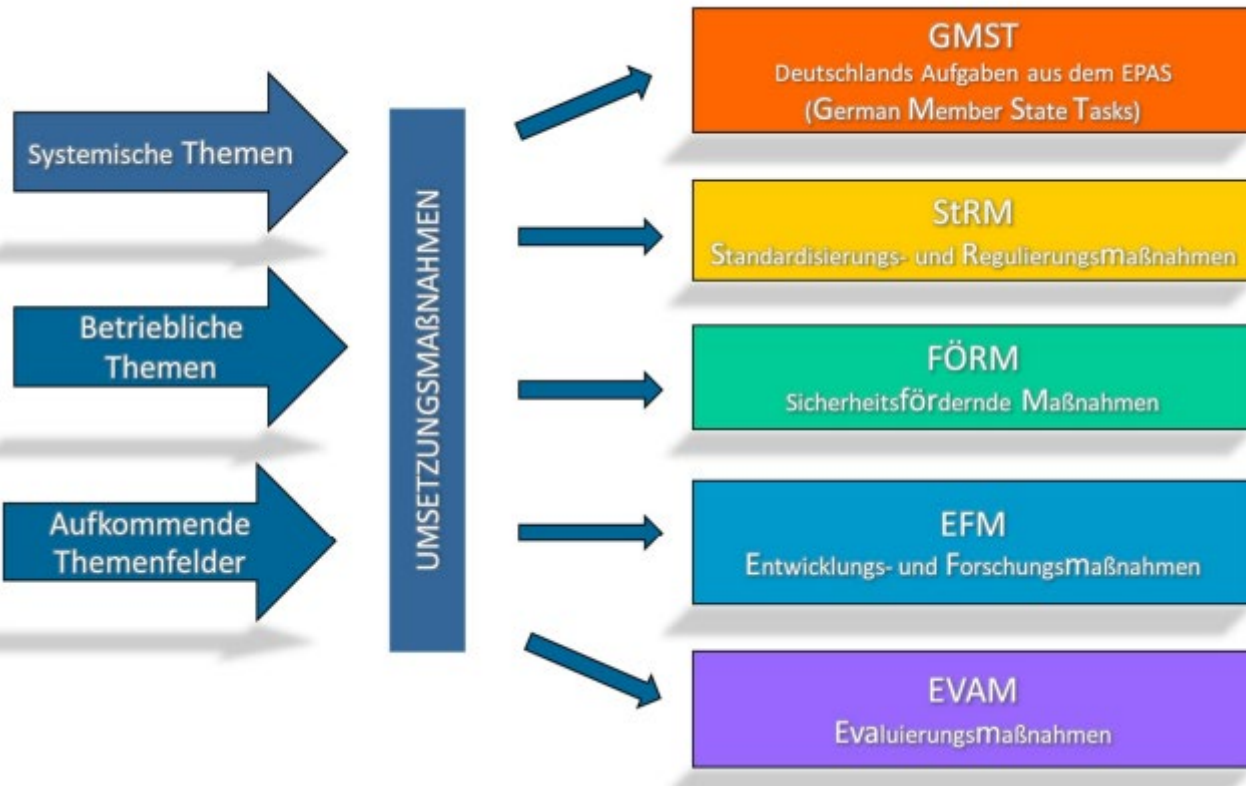 Systemische Themen
Betriebliche
Themen
Aufkommende
Themenfelder
UMSETZUNGSMAßNAHMEN
GMST
Deutschlands Aufgaben aus dem EPAS
(German Member State Tasks)
StRM
Standardisierungs- und Regulierungsmaßnahmen
FÖRM
Sicherheitsfördernde Maßnahmen
EFM
Entwicklungs- und Forschungsmaßnahmen
EVAM
Evaluierungsmaßnahmen